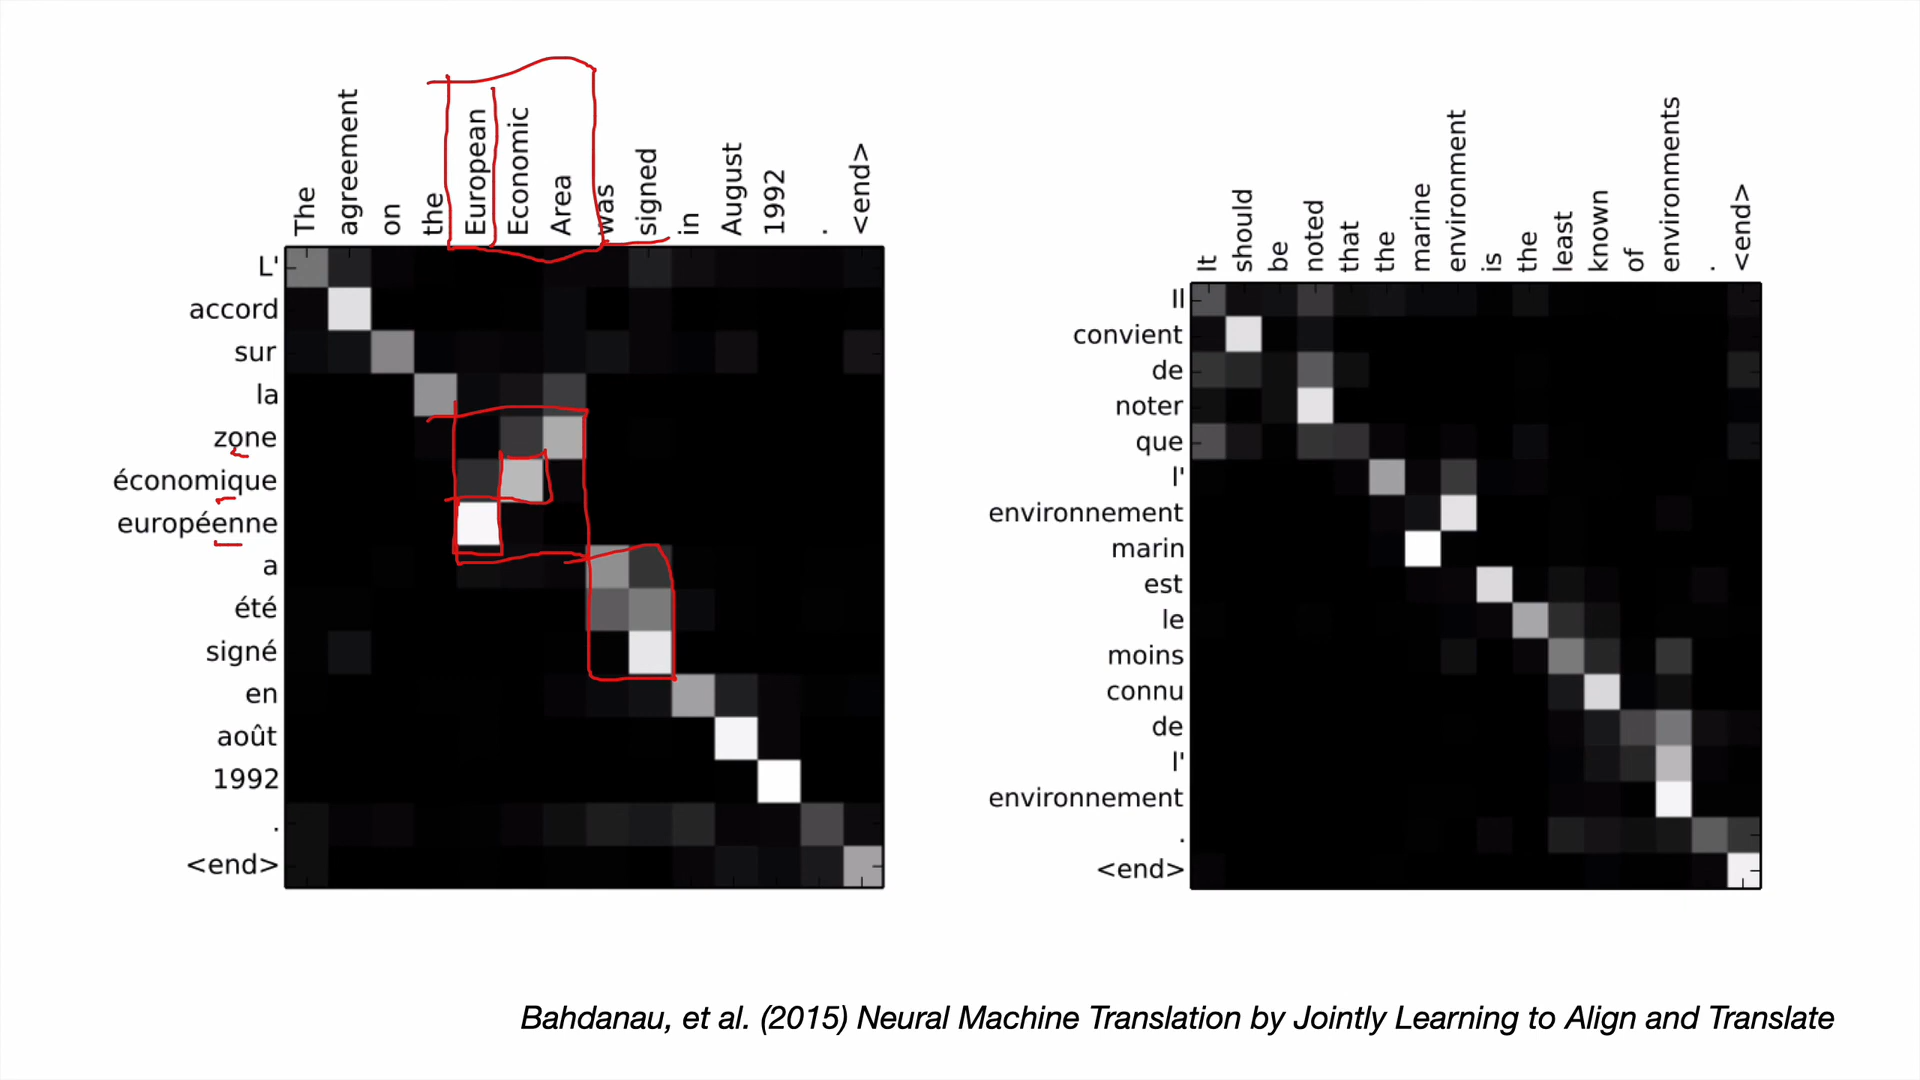 The
agreement
on
the
European
Economic
Area
was
signed
in
August
1992
.
<end>
L'
accord
sur
la
zone
économique
européenne
a
été
signé
en
août
1992
.
<end>
It
should
be
noted
that
the
marine
environment
is
the
least
known
of
environments
.
<end>
Il
convient
de
noter
que
l'
environnement
marin
est
le
moins
connu
de
l'
environnement
.
<end>
Bahdanau, et al. (2015) Neural Machine Translation by Jointly Learning to Align and Translate